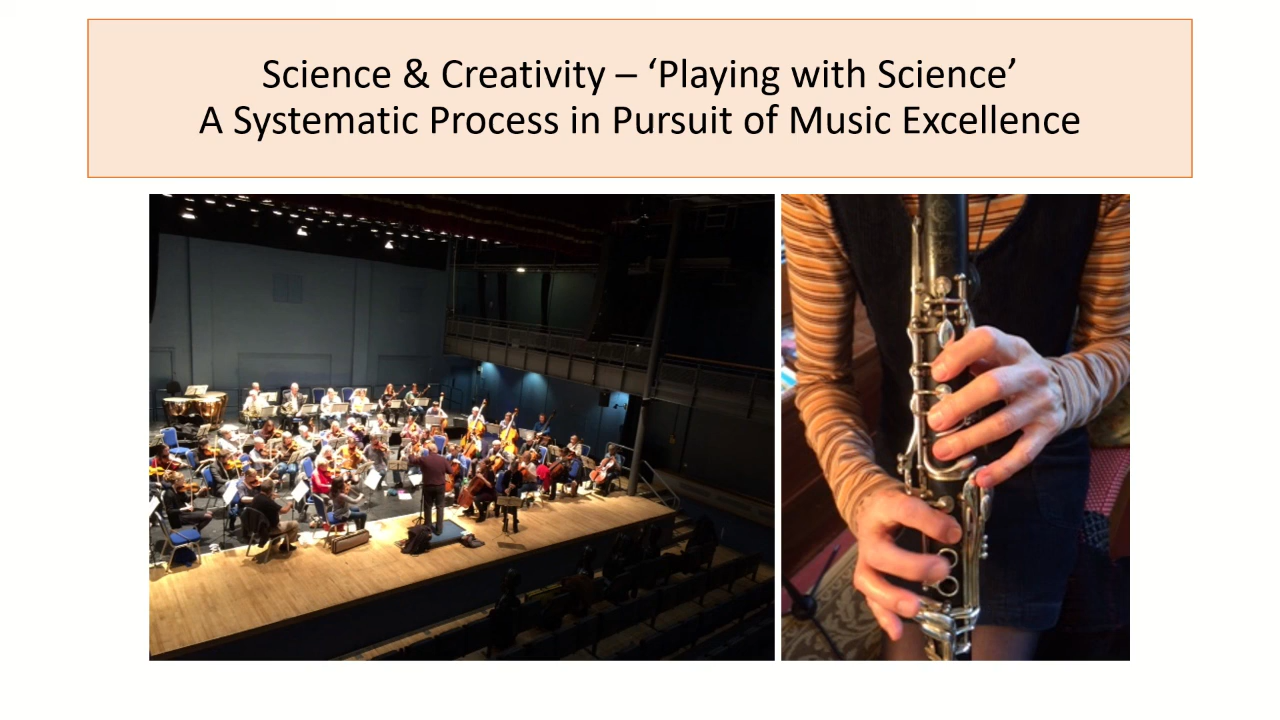 Science & Creativity – ‘Playing with Science’
A Systematic Process in Pursuit of Music Excellence